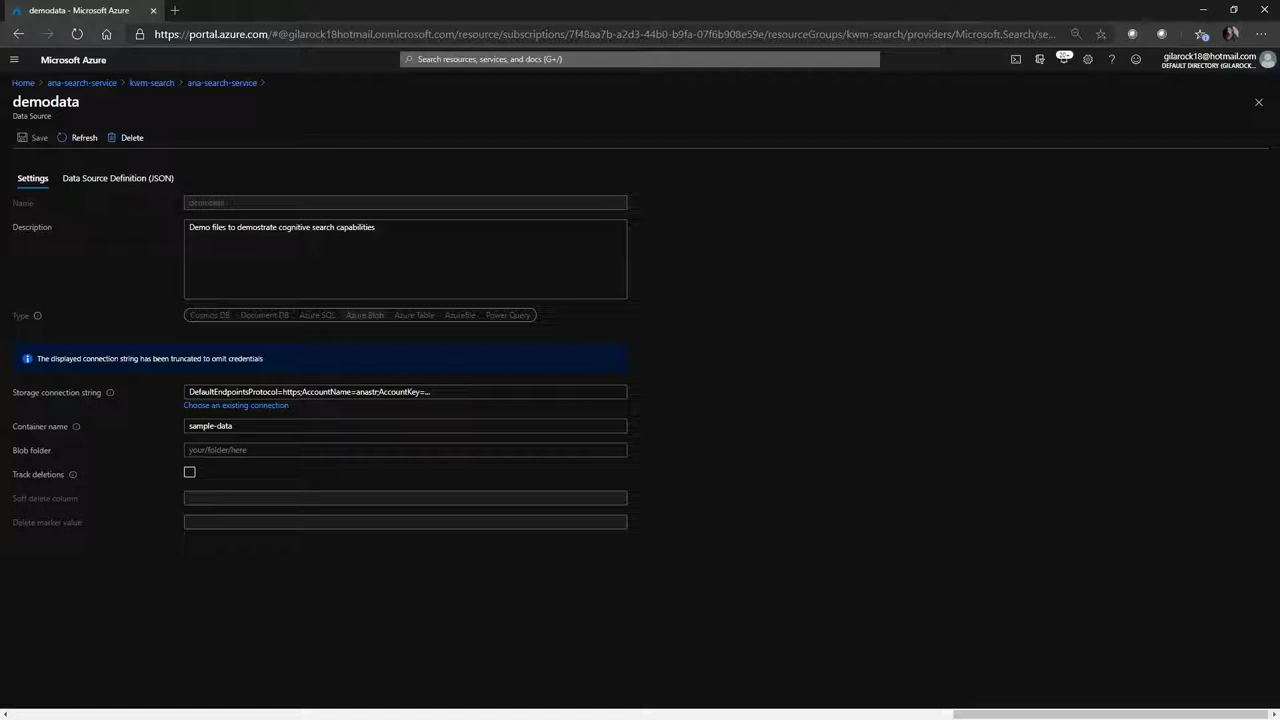 demodata - Microsoft Azure
https://portal.azure.com/#@gilarock18hotmail.onmicrosoft.com/resource/subscriptions/7f48aa7b-a2d3-44b0-b9fa-07f6b908e59e/resourceGroups/kwm-search/providers/Microsoft.Search/se...
Microsoft Azure
Search resources, services, and docs (G+/)
20+
gilarock18@hotmail.com
DEFAULT DIRECTORY (GILAROCK...
Home > ana-search-service > kwm-search > ana-search-service >
demodata
Data Source
Save Refresh Delete
Settings Data Source Definition (JSON)
Name demodata
Description Demo files to demostrate cognitive search capabilities
Type Cosmos DB Document DB Azure SQL Azure Blob Azure Table Azurefile Power Query
The displayed connection string has been truncated to omit credentials
Storage connection string DefaultEndpointsProtocol=https;AccountName=anastr;AccountKey=...
Choose an existing connection
Container name sample-data
Blob folder your/folder/here
Track deletions
Soft delete column
Delete marker value